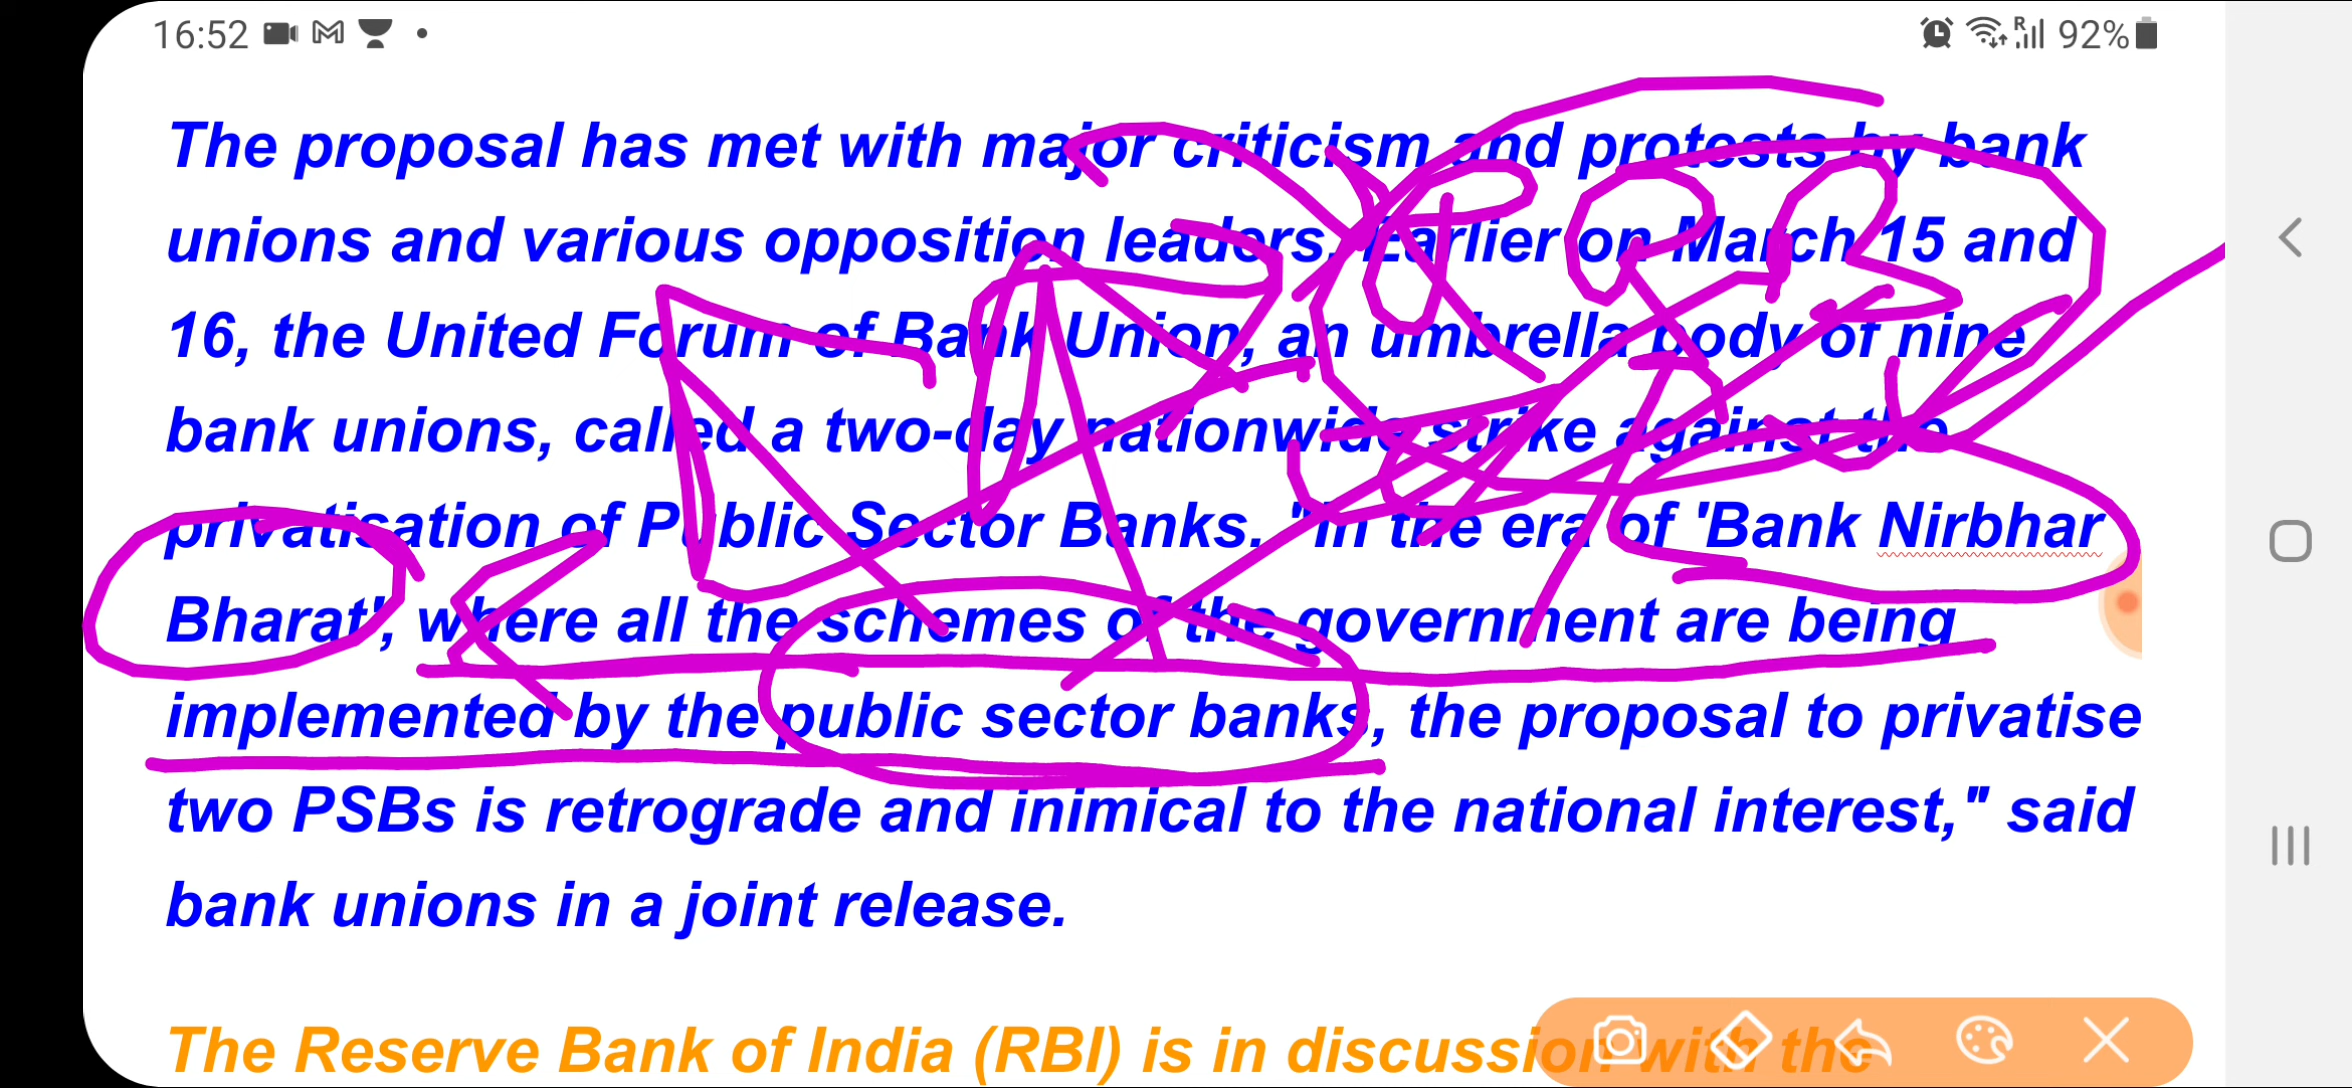 16:52
92%
The proposal has met with major criticism and protests by bank
unions and various opposition leaders. Earlier on March 15 and
16, the United Forum of Bank Union, an umbrella body of nine
bank unions, called a two-day nationwide strike against the
privatisation of Public Sector Banks. "In the era of 'Bank Nirbhar
Bharat', where all the schemes of the government are being
implemented by the public sector banks, the proposal to privatise
two PSBs is retrograde and inimical to the national interest," said
bank unions in a joint release.
The Reserve Bank of India (RBI) is in discussion with the